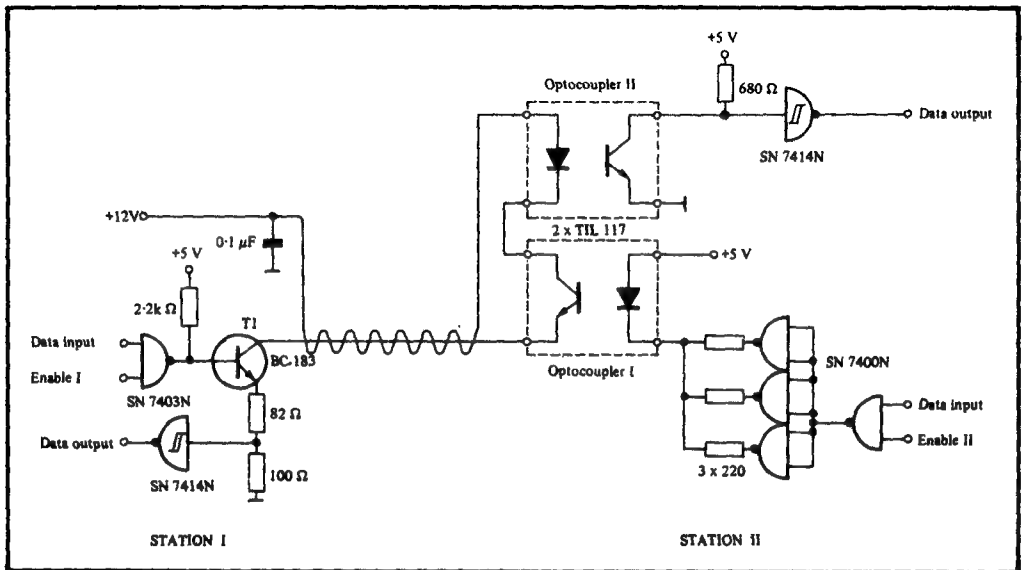 +5 V
Optocoupler II
680 Ω
Data output
SN 7414N
+12V
2 x TIL 117
0·1 µF
+5 V
+5 V
2·2k Ω
T1
Data input
BC 183
Optocoupler I
SN 7400N
Enable I
SN 7403N
82 Ω
Data input
Data output
Enable II
100 Ω
3 x 220
SN 7414N
STATION I
STATION II